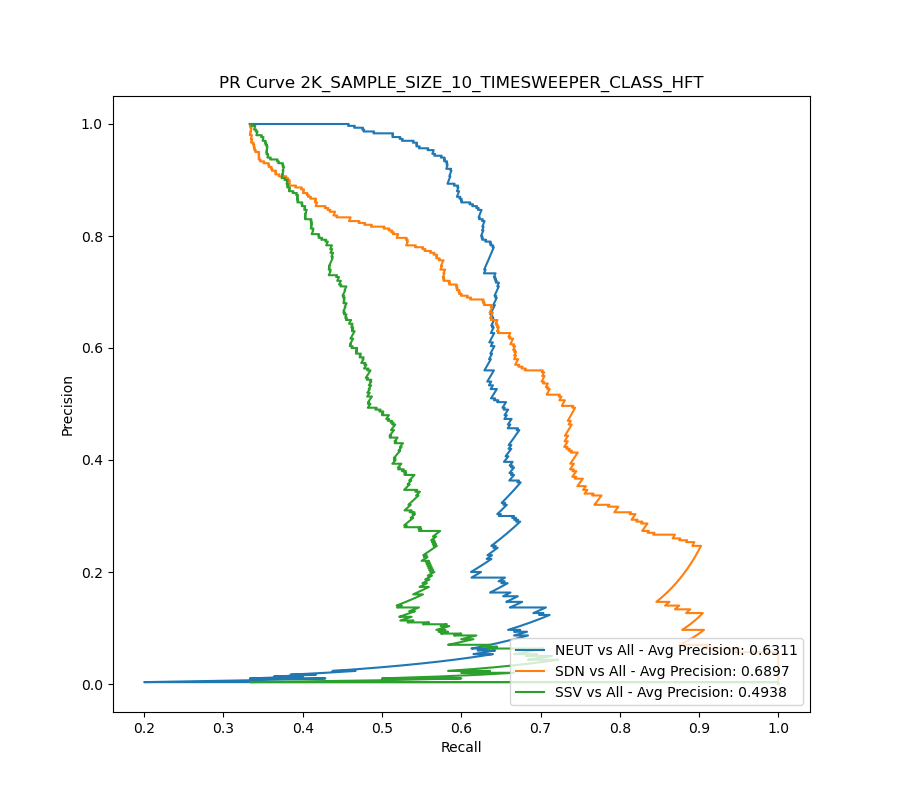 PR Curve 2K_SAMPLE_SIZE_10_TIMESWEEPER_CLASS_HFT
1.0
0.8
0.6
0.4
0.2
0.0
Precision
NEUT vs All - Avg Precision: 0.6311
SDN vs All - Avg Precision: 0.6897
SSV vs All - Avg Precision: 0.4938
0.2 0.3 0.4 0.5 0.6 0.7 0.8 0.9 1.0
Recall